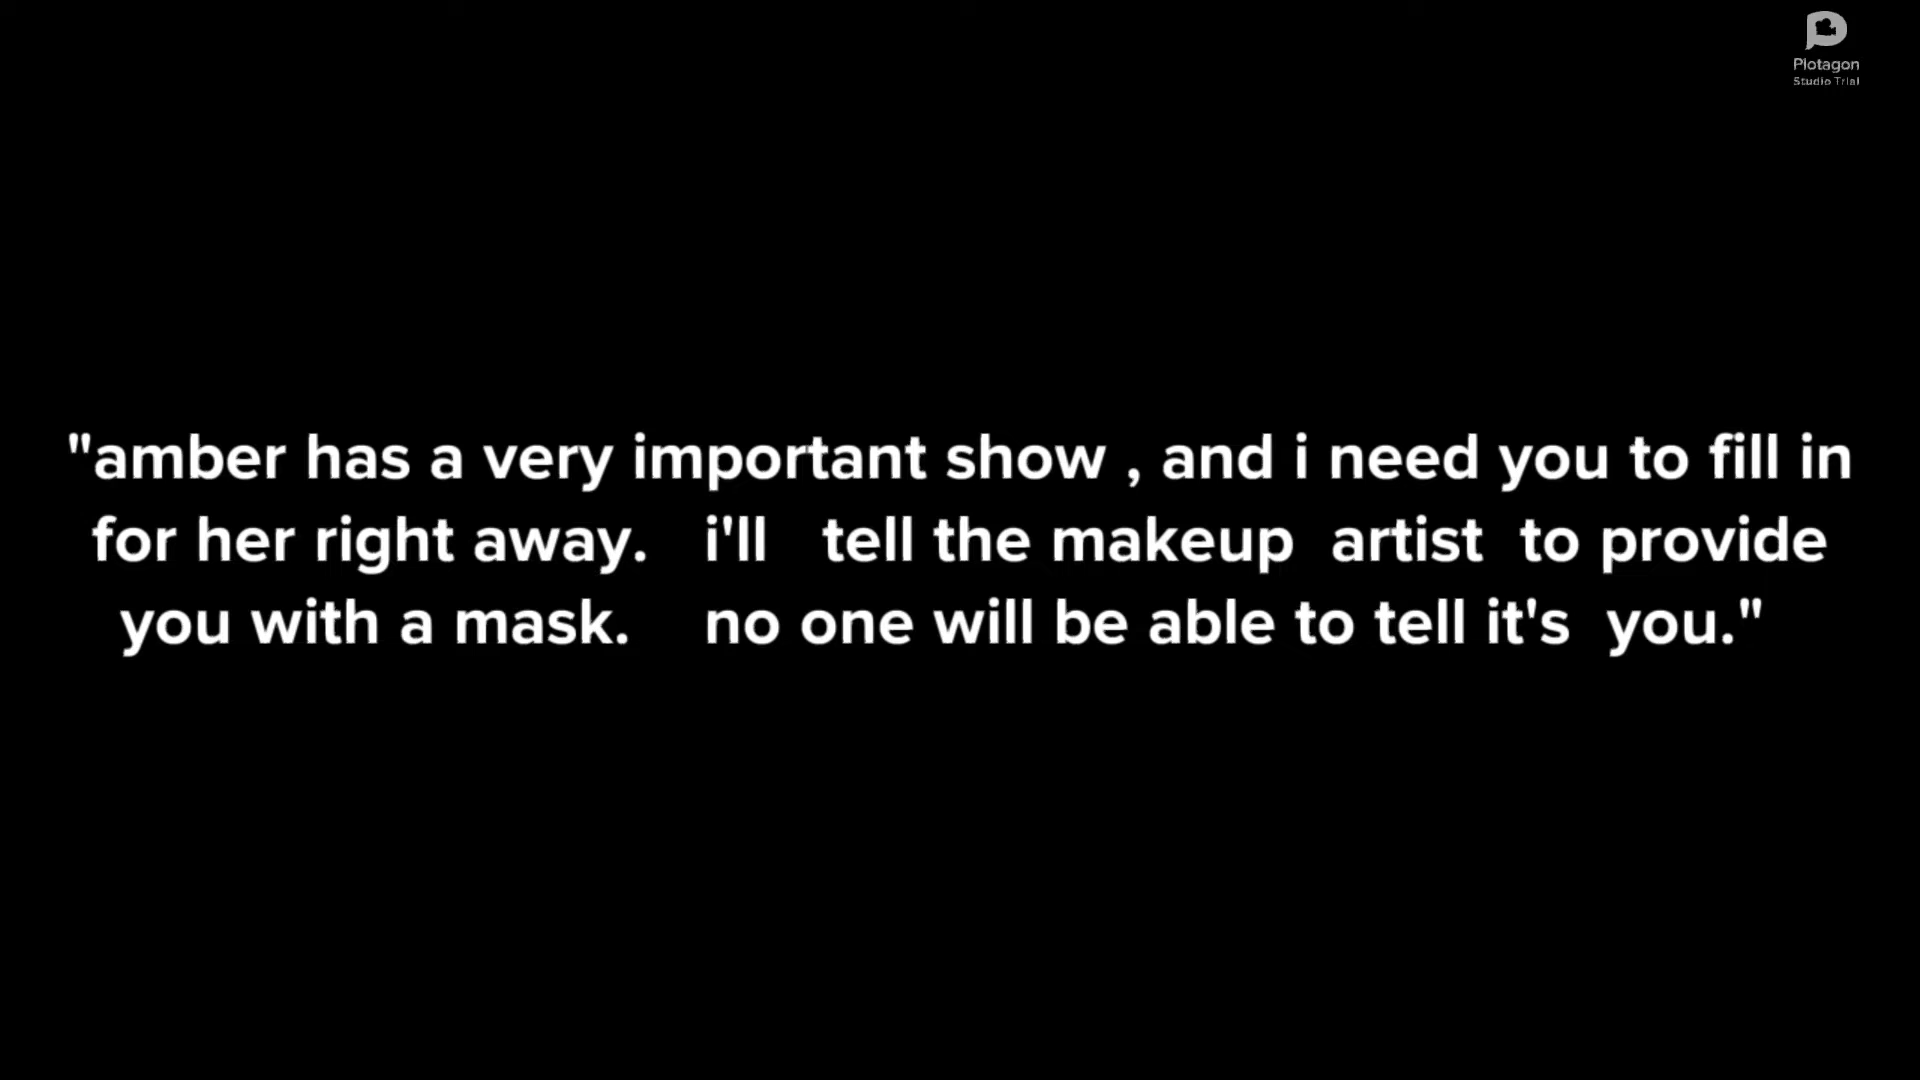 Plotagon
Studio Trial
"amber has a very important show , and i need you to fill in
for her right away. i'll tell the makeup artist to provide
you with a mask. no one will be able to tell it's you."